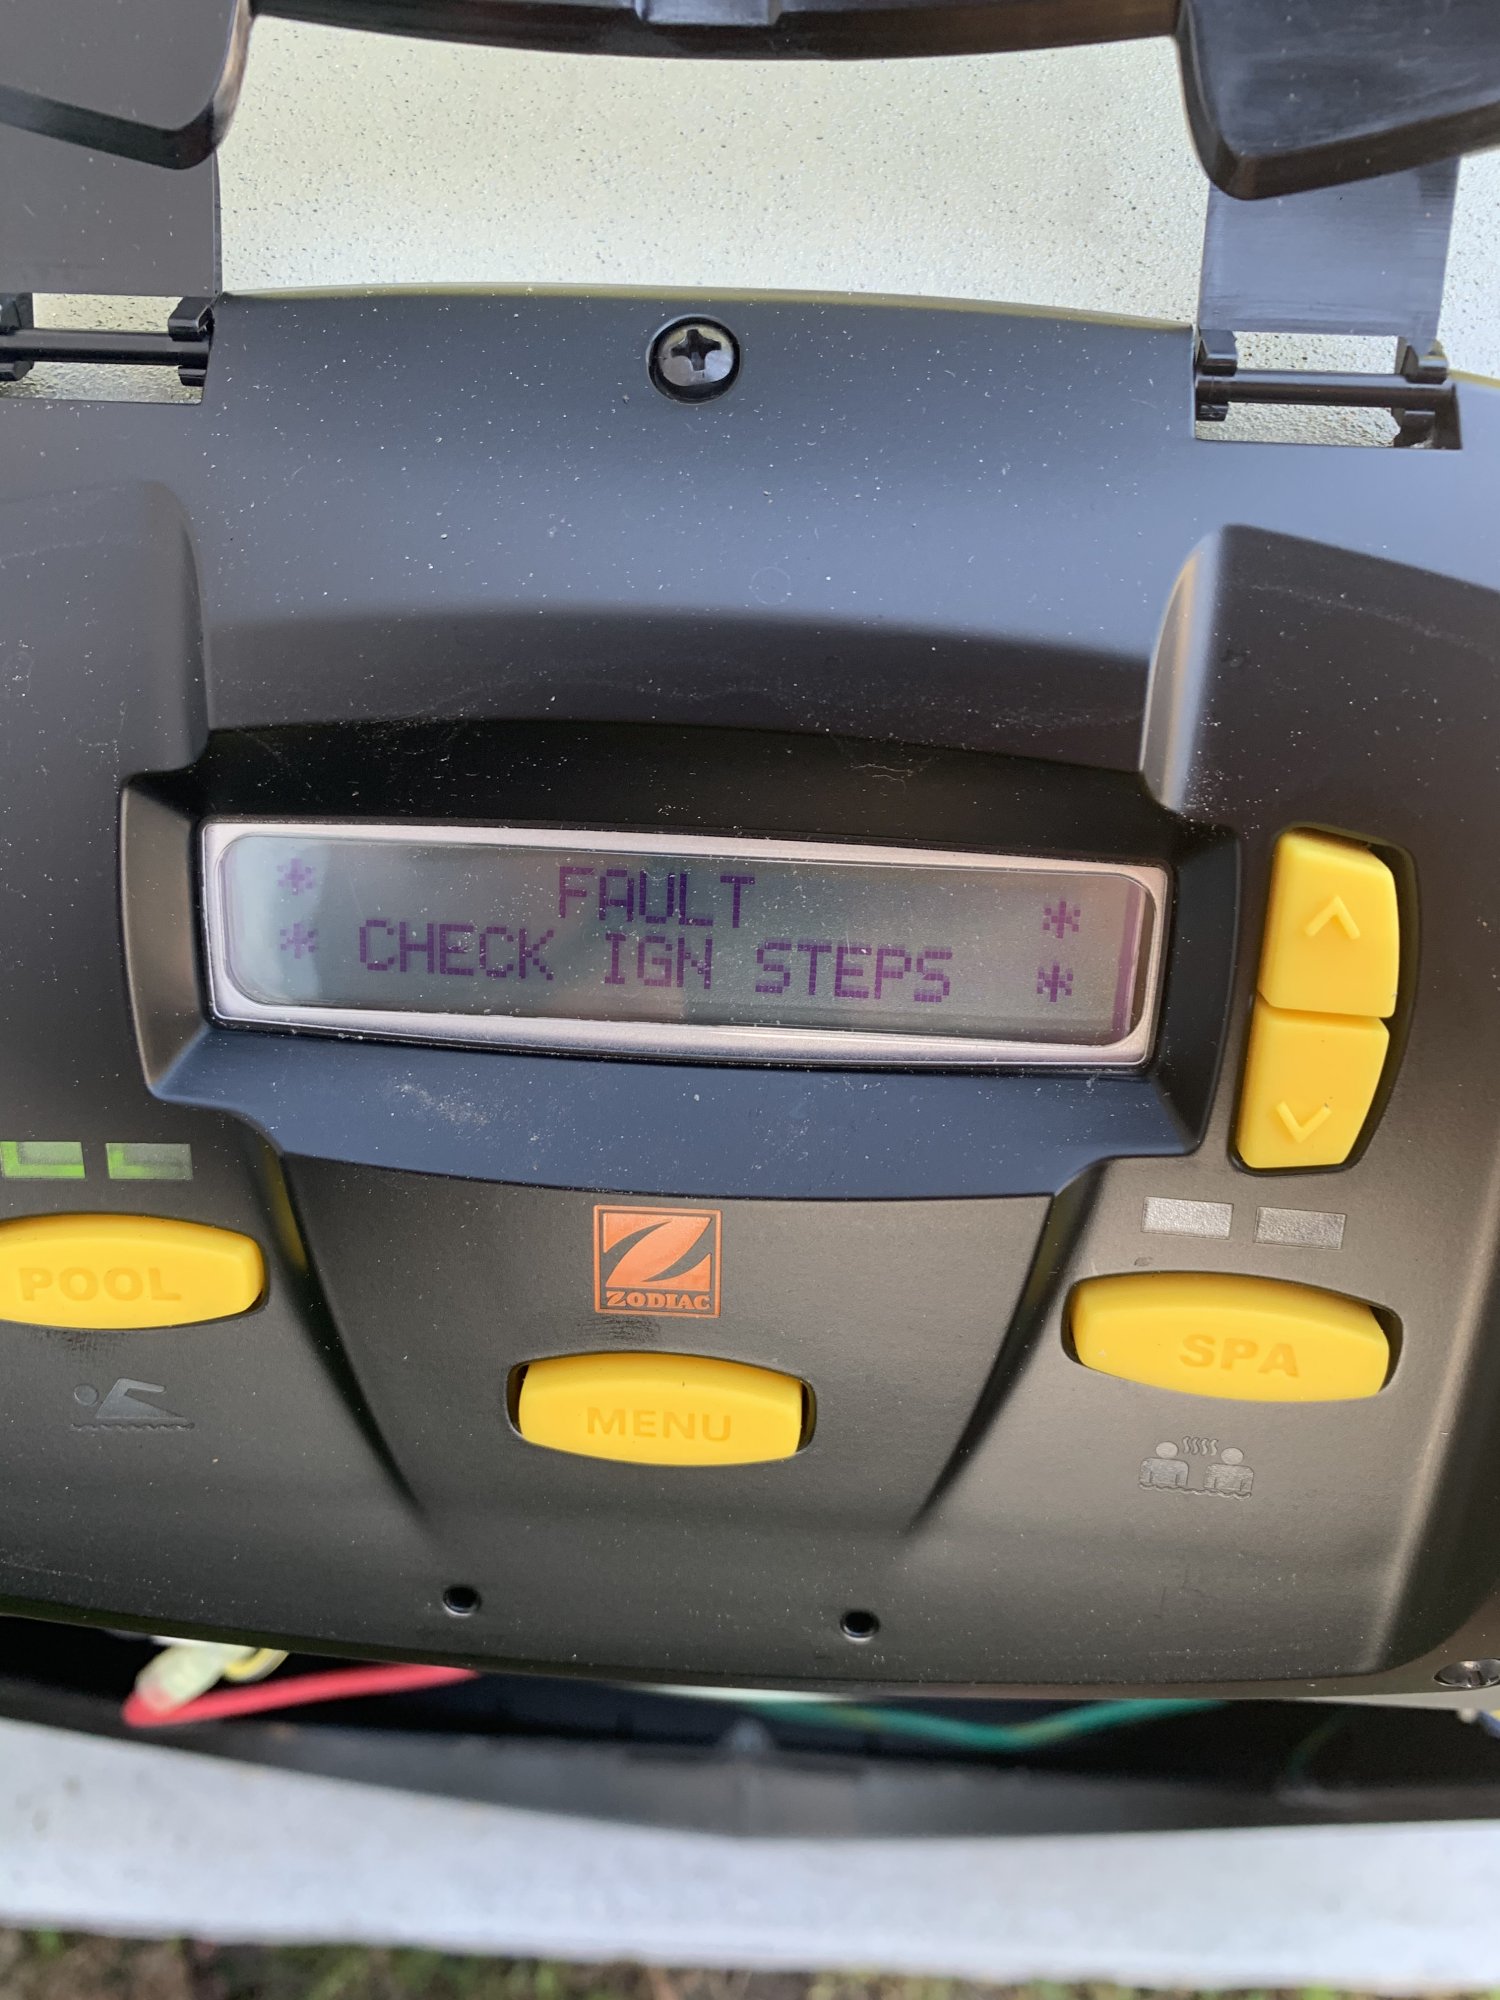 * FAULT *
* CHECK IGN STEPS *
POOL
ZODIAC
MENU
SPA